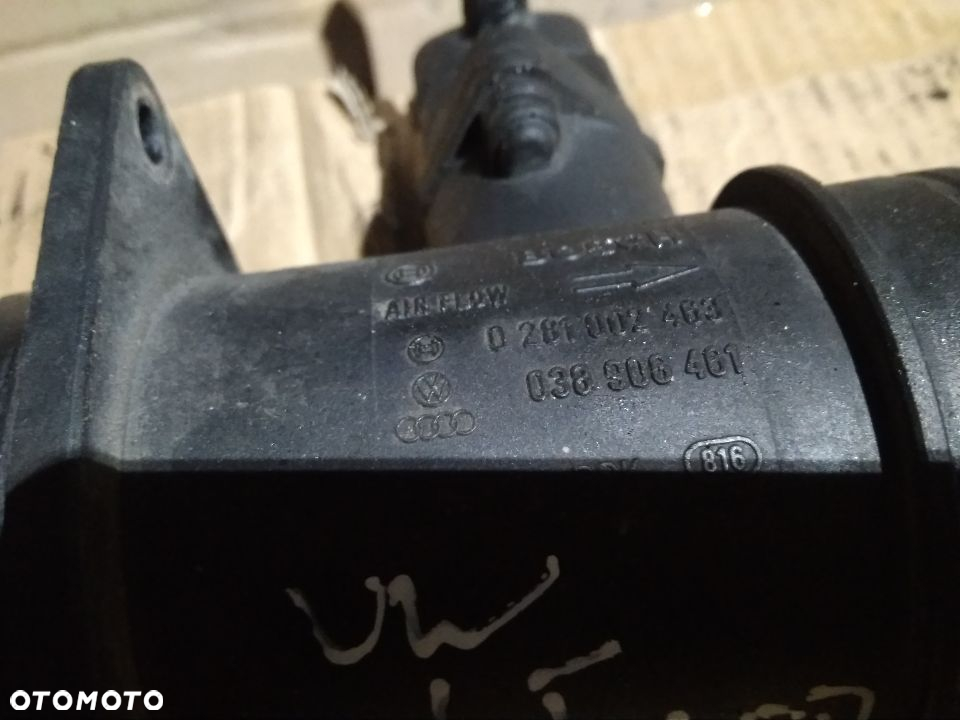 BOSCH
AIR FLOW
0 281 002 463
038 906 461
816
VW
OTOMOTO